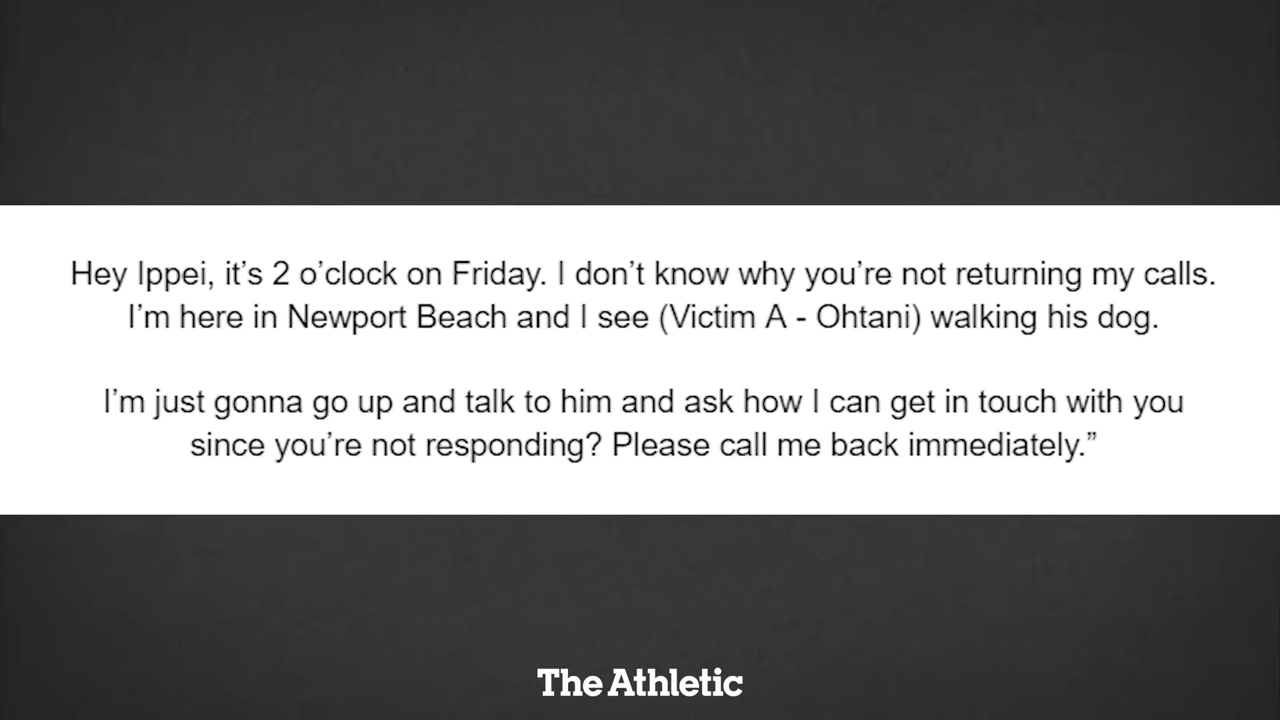 Hey Ippei, it’s 2 o’clock on Friday. I don’t know why you’re not returning my calls.
I’m here in Newport Beach and I see (Victim A - Ohtani) walking his dog.
I’m just gonna go up and talk to him and ask how I can get in touch with you
since you’re not responding? Please call me back immediately.”
The Athletic